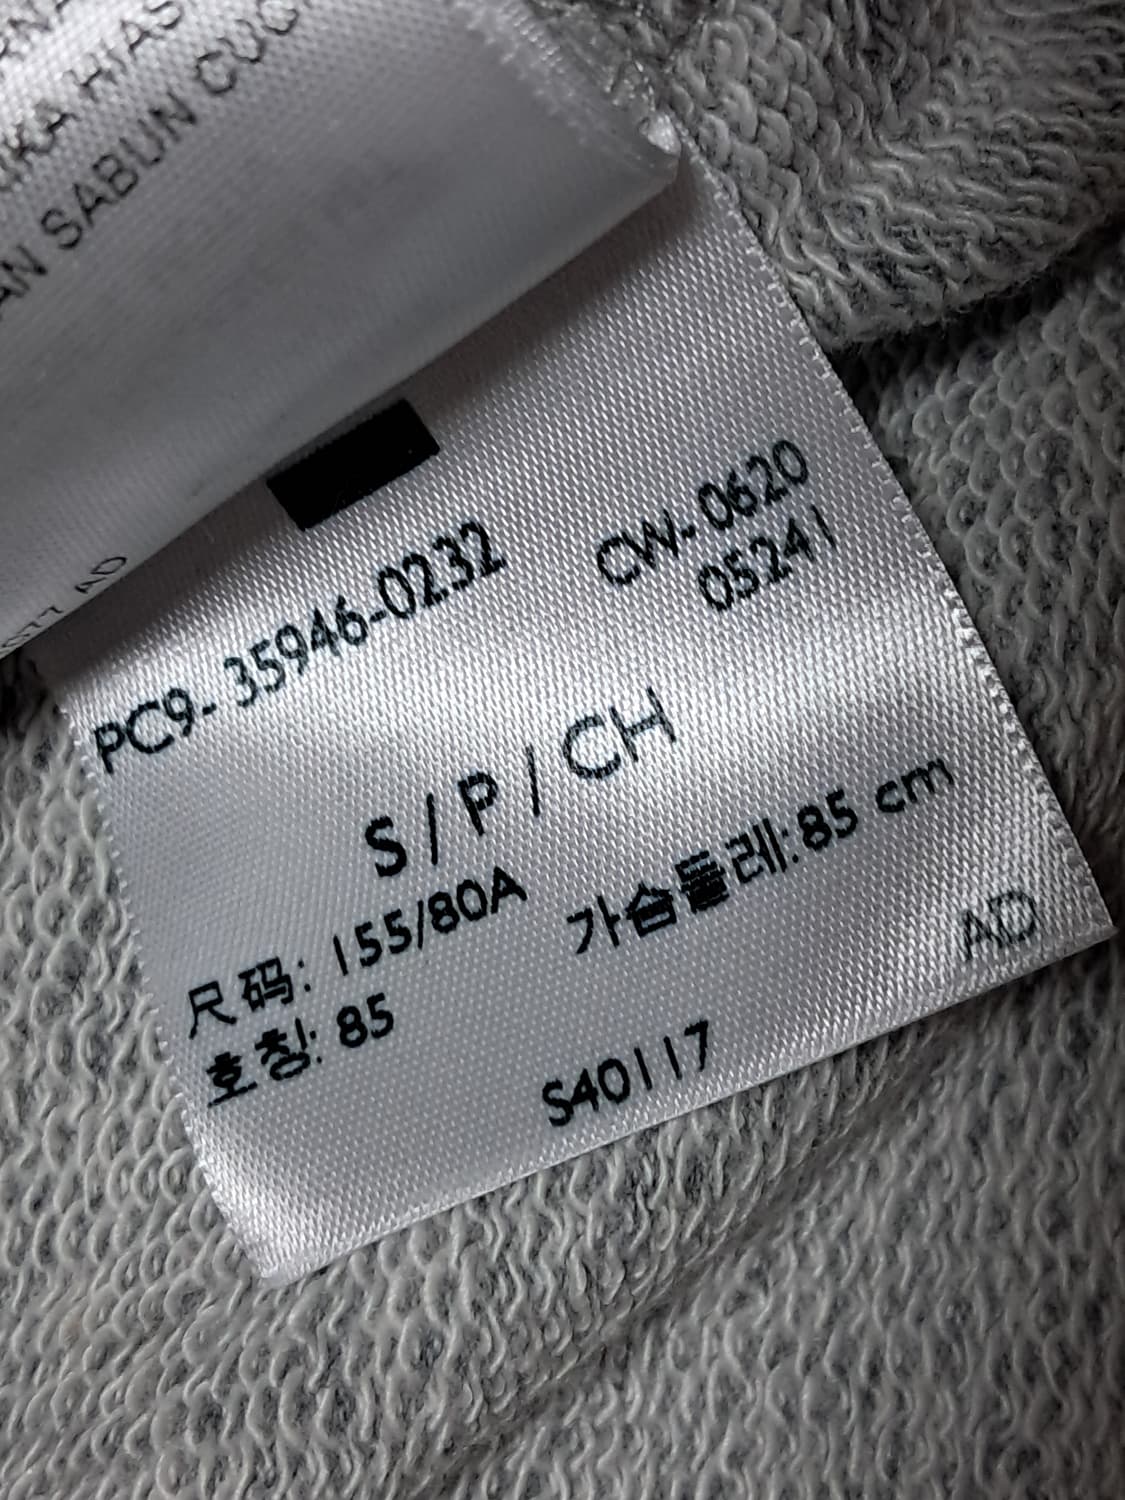 SABUN
AD
PC9-35946-0232
CW-0620
05241
S / P / CH
尺码: 155/80A
가슴둘레: 85 cm
호칭: 85
AD
S40117